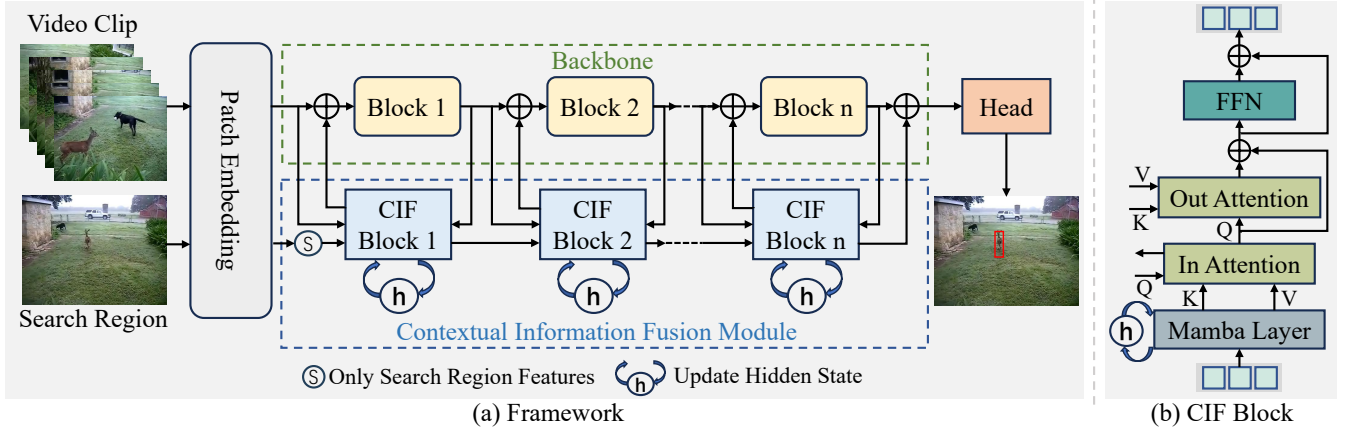 Video Clip
Search Region
Patch Embedding
Backbone
Block 1
Block 2
Block n
Head
CIF
Block 1
CIF
Block 2
CIF
Block n
S
h
h
h
Contextual Information Fusion Module
S Only Search Region Features
h Update Hidden State
(a) Framework
FFN
V
Out Attention
K
Q
In Attention
Q
K
V
h
Mamba Layer
(b) CIF Block